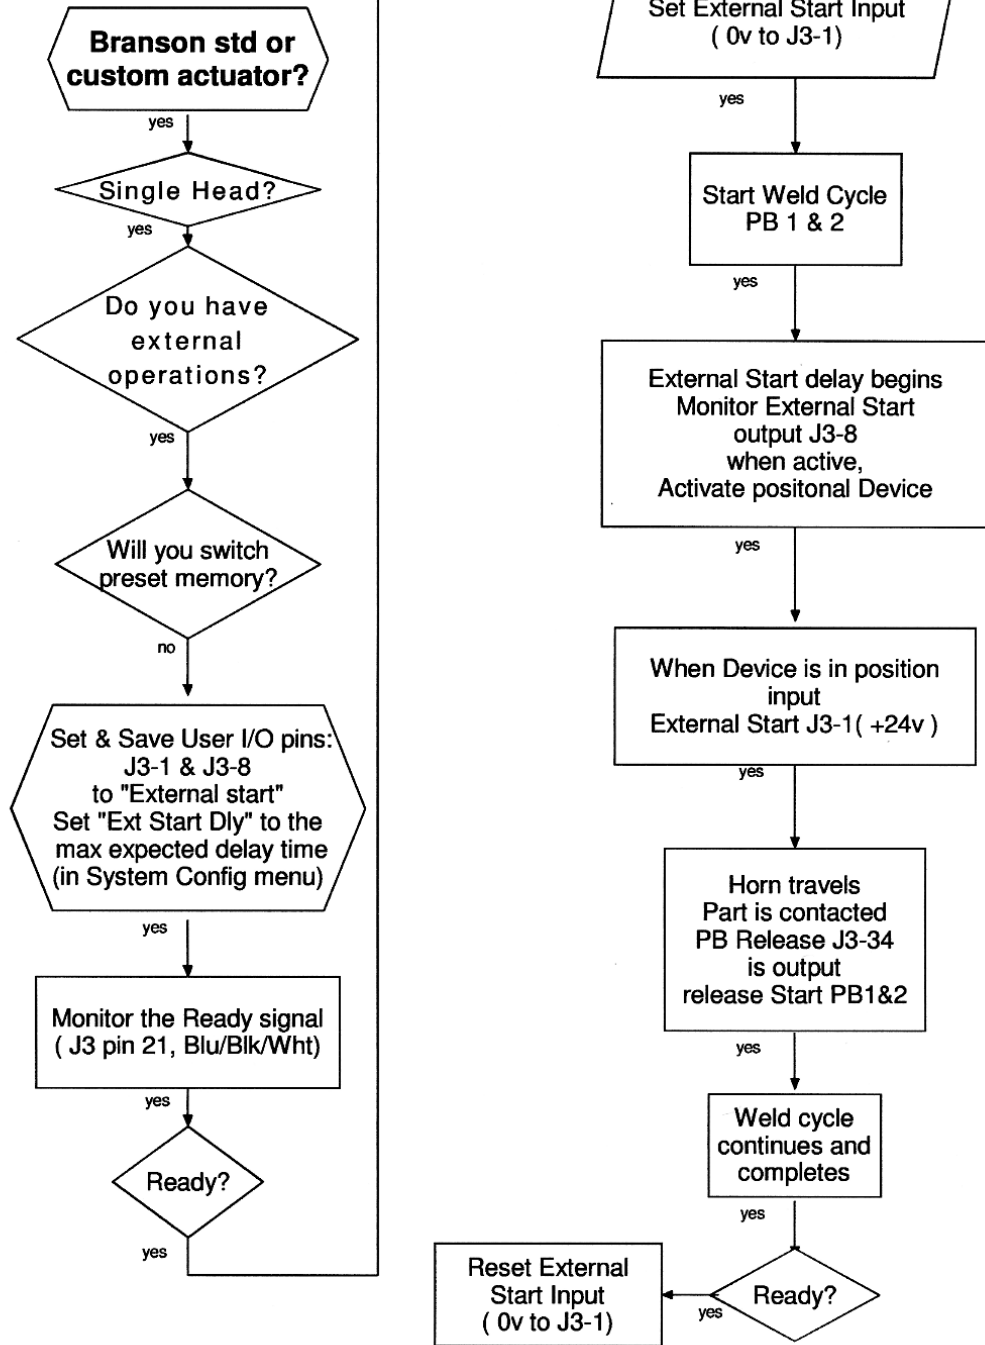 Branson std or
custom actuator?
yes
Single Head?
yes
Do you have
external
operations?
yes
Will you switch
preset memory?
no
Set & Save User I/O pins:
J3-1 & J3-8
to "External start"
Set "Ext Start Dly" to the
max expected delay time
(in System Config menu)
yes
Monitor the Ready signal
( J3 pin 21, Blu/Blk/Wht)
yes
Ready?
yes
Set External Start Input
( 0v to J3-1)
yes
Start Weld Cycle
PB 1 & 2
yes
External Start delay begins
Monitor External Start
output J3-8
when active,
Activate positonal Device
yes
When Device is in position
input
External Start J3-1( +24v )
yes
Horn travels
Part is contacted
PB Release J3-34
is output
release Start PB1&2
yes
Weld cycle
continues and
completes
yes
Ready?
yes
Reset External
Start Input
( 0v to J3-1)